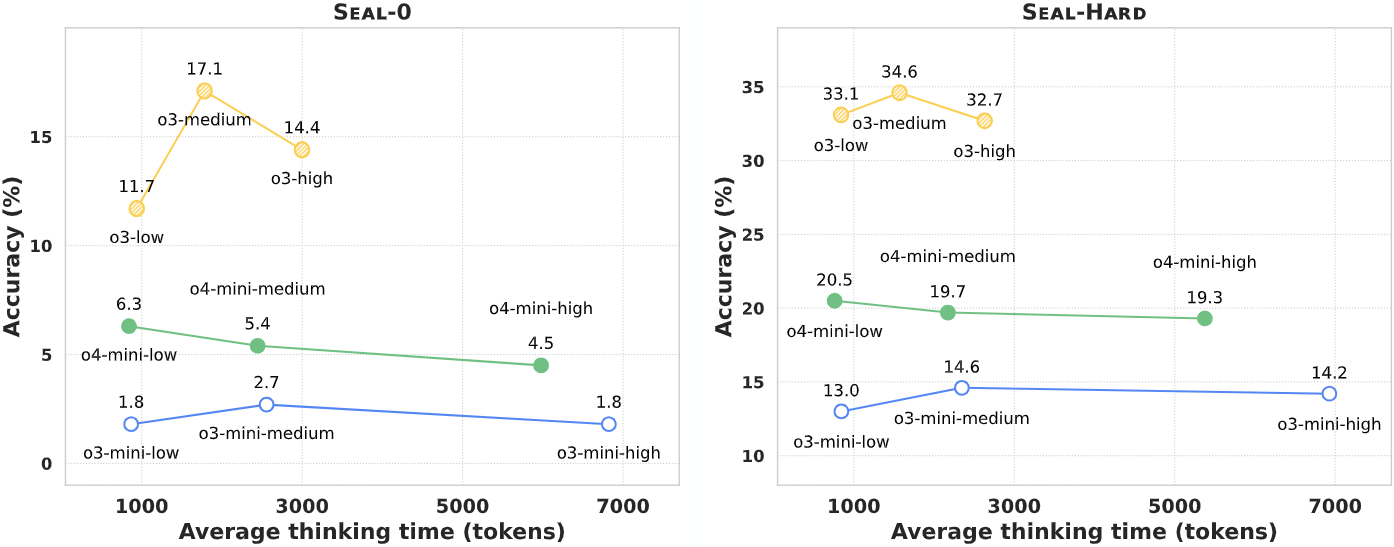 SEAL-0
17.1
o3-medium
14.4
15
o3-high
11.7
o3-low
10
o4-mini-medium
6.3
5.4
o4-mini-high
4.5
5
o4-mini-low
2.7
1.8
1.8
o3-mini-medium
o3-mini-low
o3-mini-high
0
Accuracy (%)
1000
3000
5000
7000
Average thinking time (tokens)
SEAL-HARD
34.6
35
33.1
32.7
o3-medium
o3-low
o3-high
30
25
o4-mini-medium
o4-mini-high
20.5
19.7
19.3
20
o4-mini-low
15
14.6
14.2
13.0
o3-mini-medium
o3-mini-high
o3-mini-low
10
Accuracy (%)
1000
3000
5000
7000
Average thinking time (tokens)